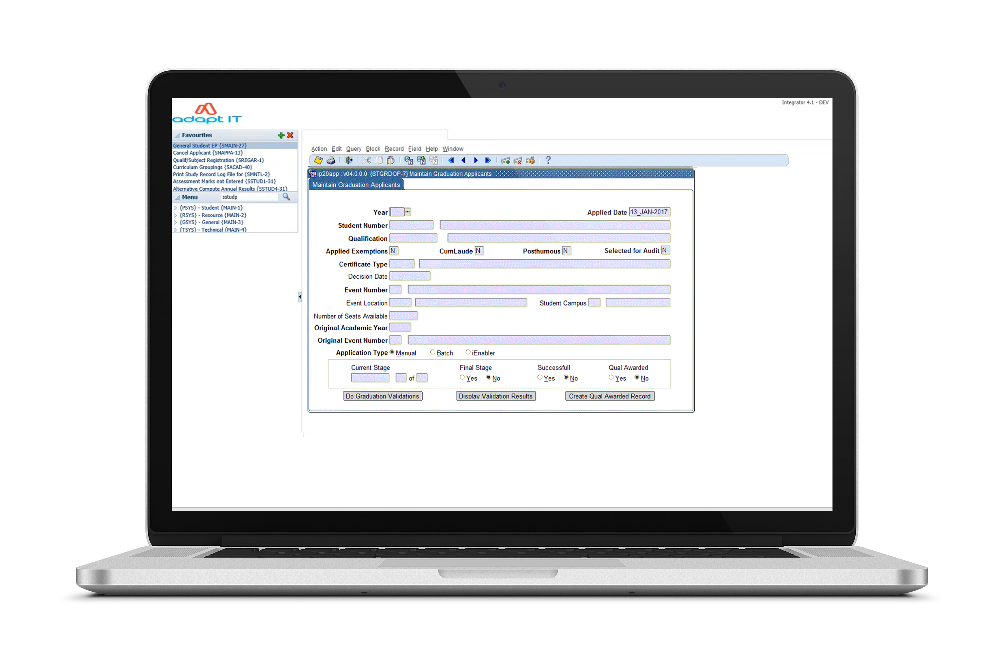 Integrator 4.1 - DEV
adapt IT
Favourites
General Student EP {SMAIN-27}
Cancel Applicant {SNAPPA-13}
Qualif/Subject Registration {SREGAR-1}
Curriculum Groupings {SACAD-40}
Print Study Record Log File for {SMNTL-2}
Assessment Marks not Entered {SSTUD1-31}
Alternative Compute Annual Results {SSTUD4-31}
Menu sstudp
{PSYS} - Student {MAIN-1}
{RSYS} - Resource {MAIN-2}
{GSYS} - General {MAIN-3}
{TSYS} - Technical {MAIN-4}
Action Edit Query Block Record Field Help Window
ip20app : v04.0.0.0 {STGRDOP-7} Maintain Graduation Applicants
Maintain Graduation Applicants
Year ... Applied Date 13_JAN-2017
Student Number
Qualification
Applied Exemptions N CumLaude N Posthumous N Selected for Audit N
Certificate Type
Decision Date
Event Number
Event Location Student Campus
Number of Seats Available
Original Academic Year
Original Event Number
Application Type Manual Batch iEnabler
Current Stage Final Stage Successfull Qual Awarded
of Yes No Yes No Yes No
Do Graduation Validations Display Validation Results Create Qual Awarded Record